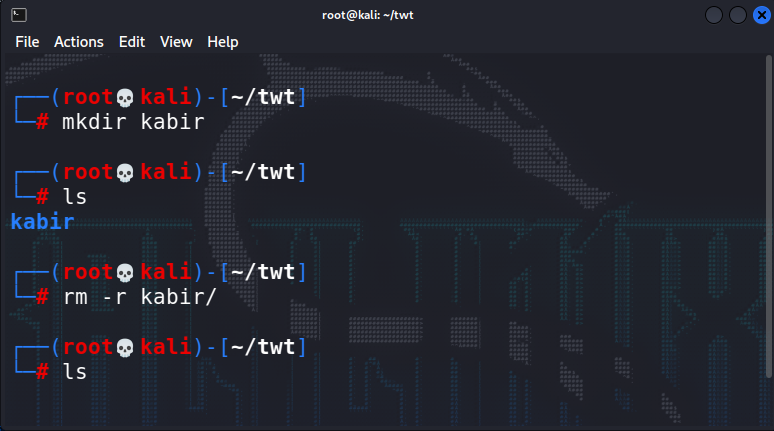 root@kali: ~/twt
File Actions Edit View Help
┌──(root💀kali)-[~/twt]
└─# mkdir kabir
┌──(root💀kali)-[~/twt]
└─# ls
kabir
┌──(root💀kali)-[~/twt]
└─# rm -r kabir/
┌──(root💀kali)-[~/twt]
└─# ls